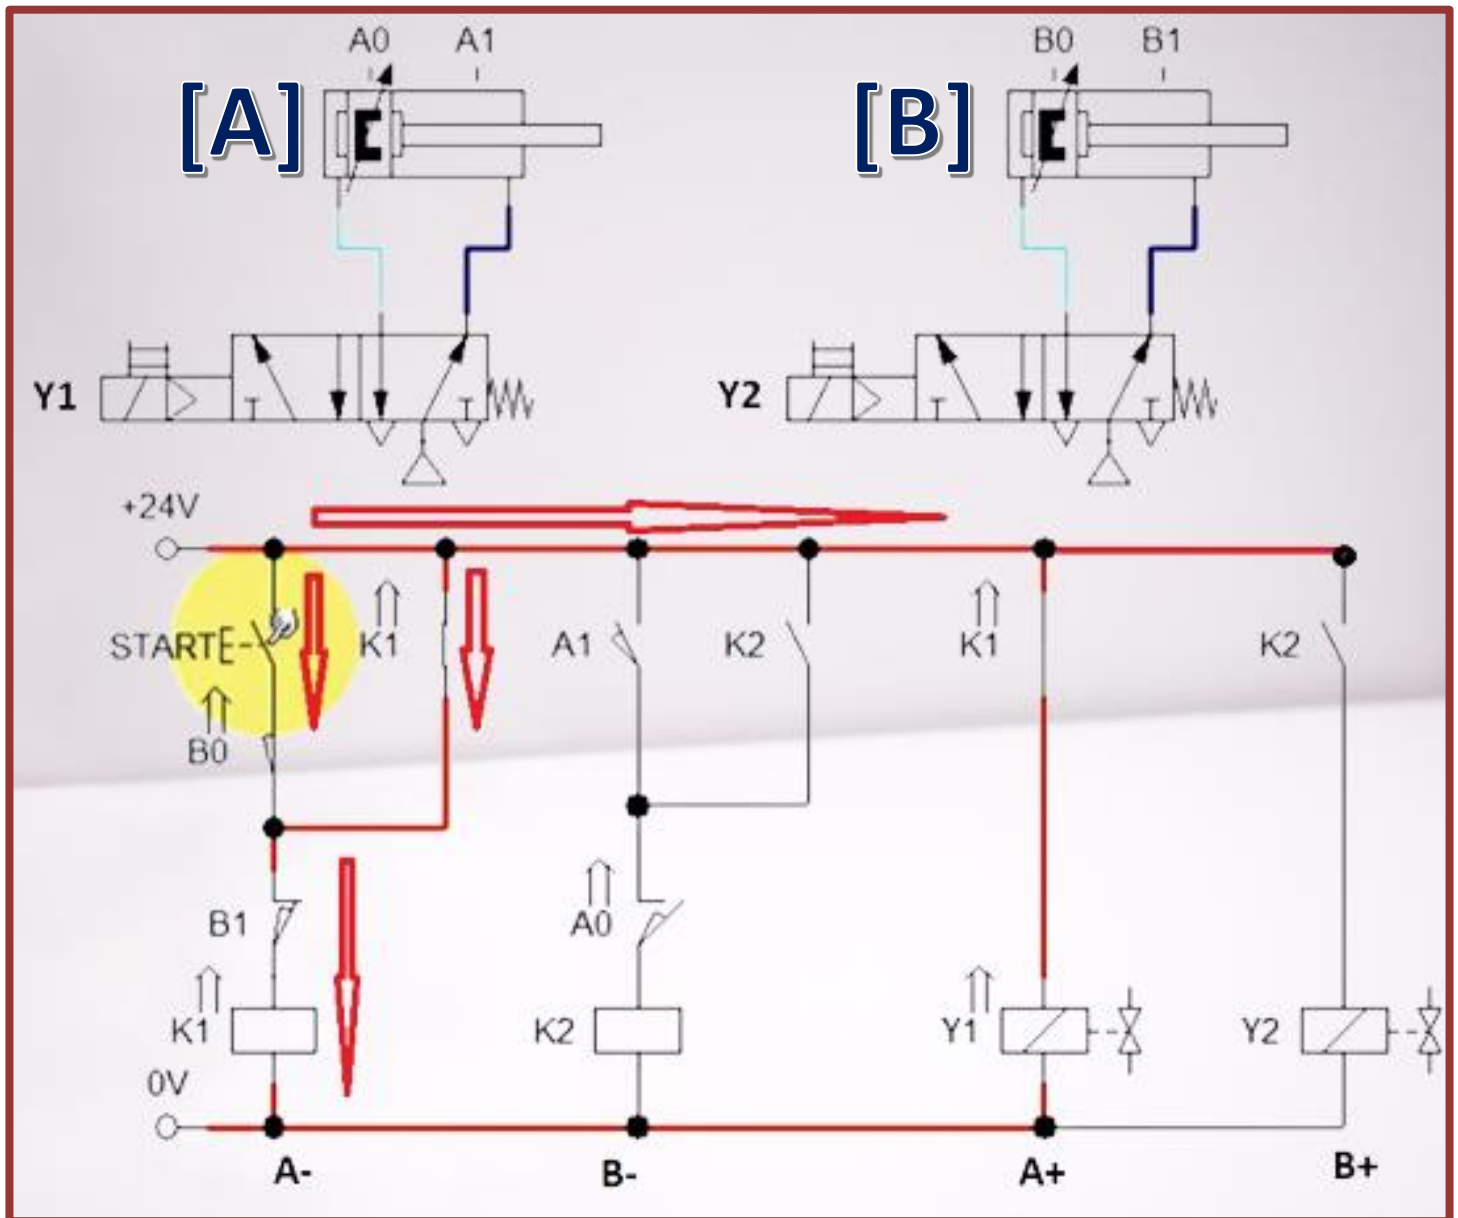 A0 A1 B0 B1
[A] [B]
Y1 Y2
+24V
STARTE K1 A1 K2 K1 K2
B0
B1 A0
K1 K2 Y1 Y2
0V
A- B- A+ B+